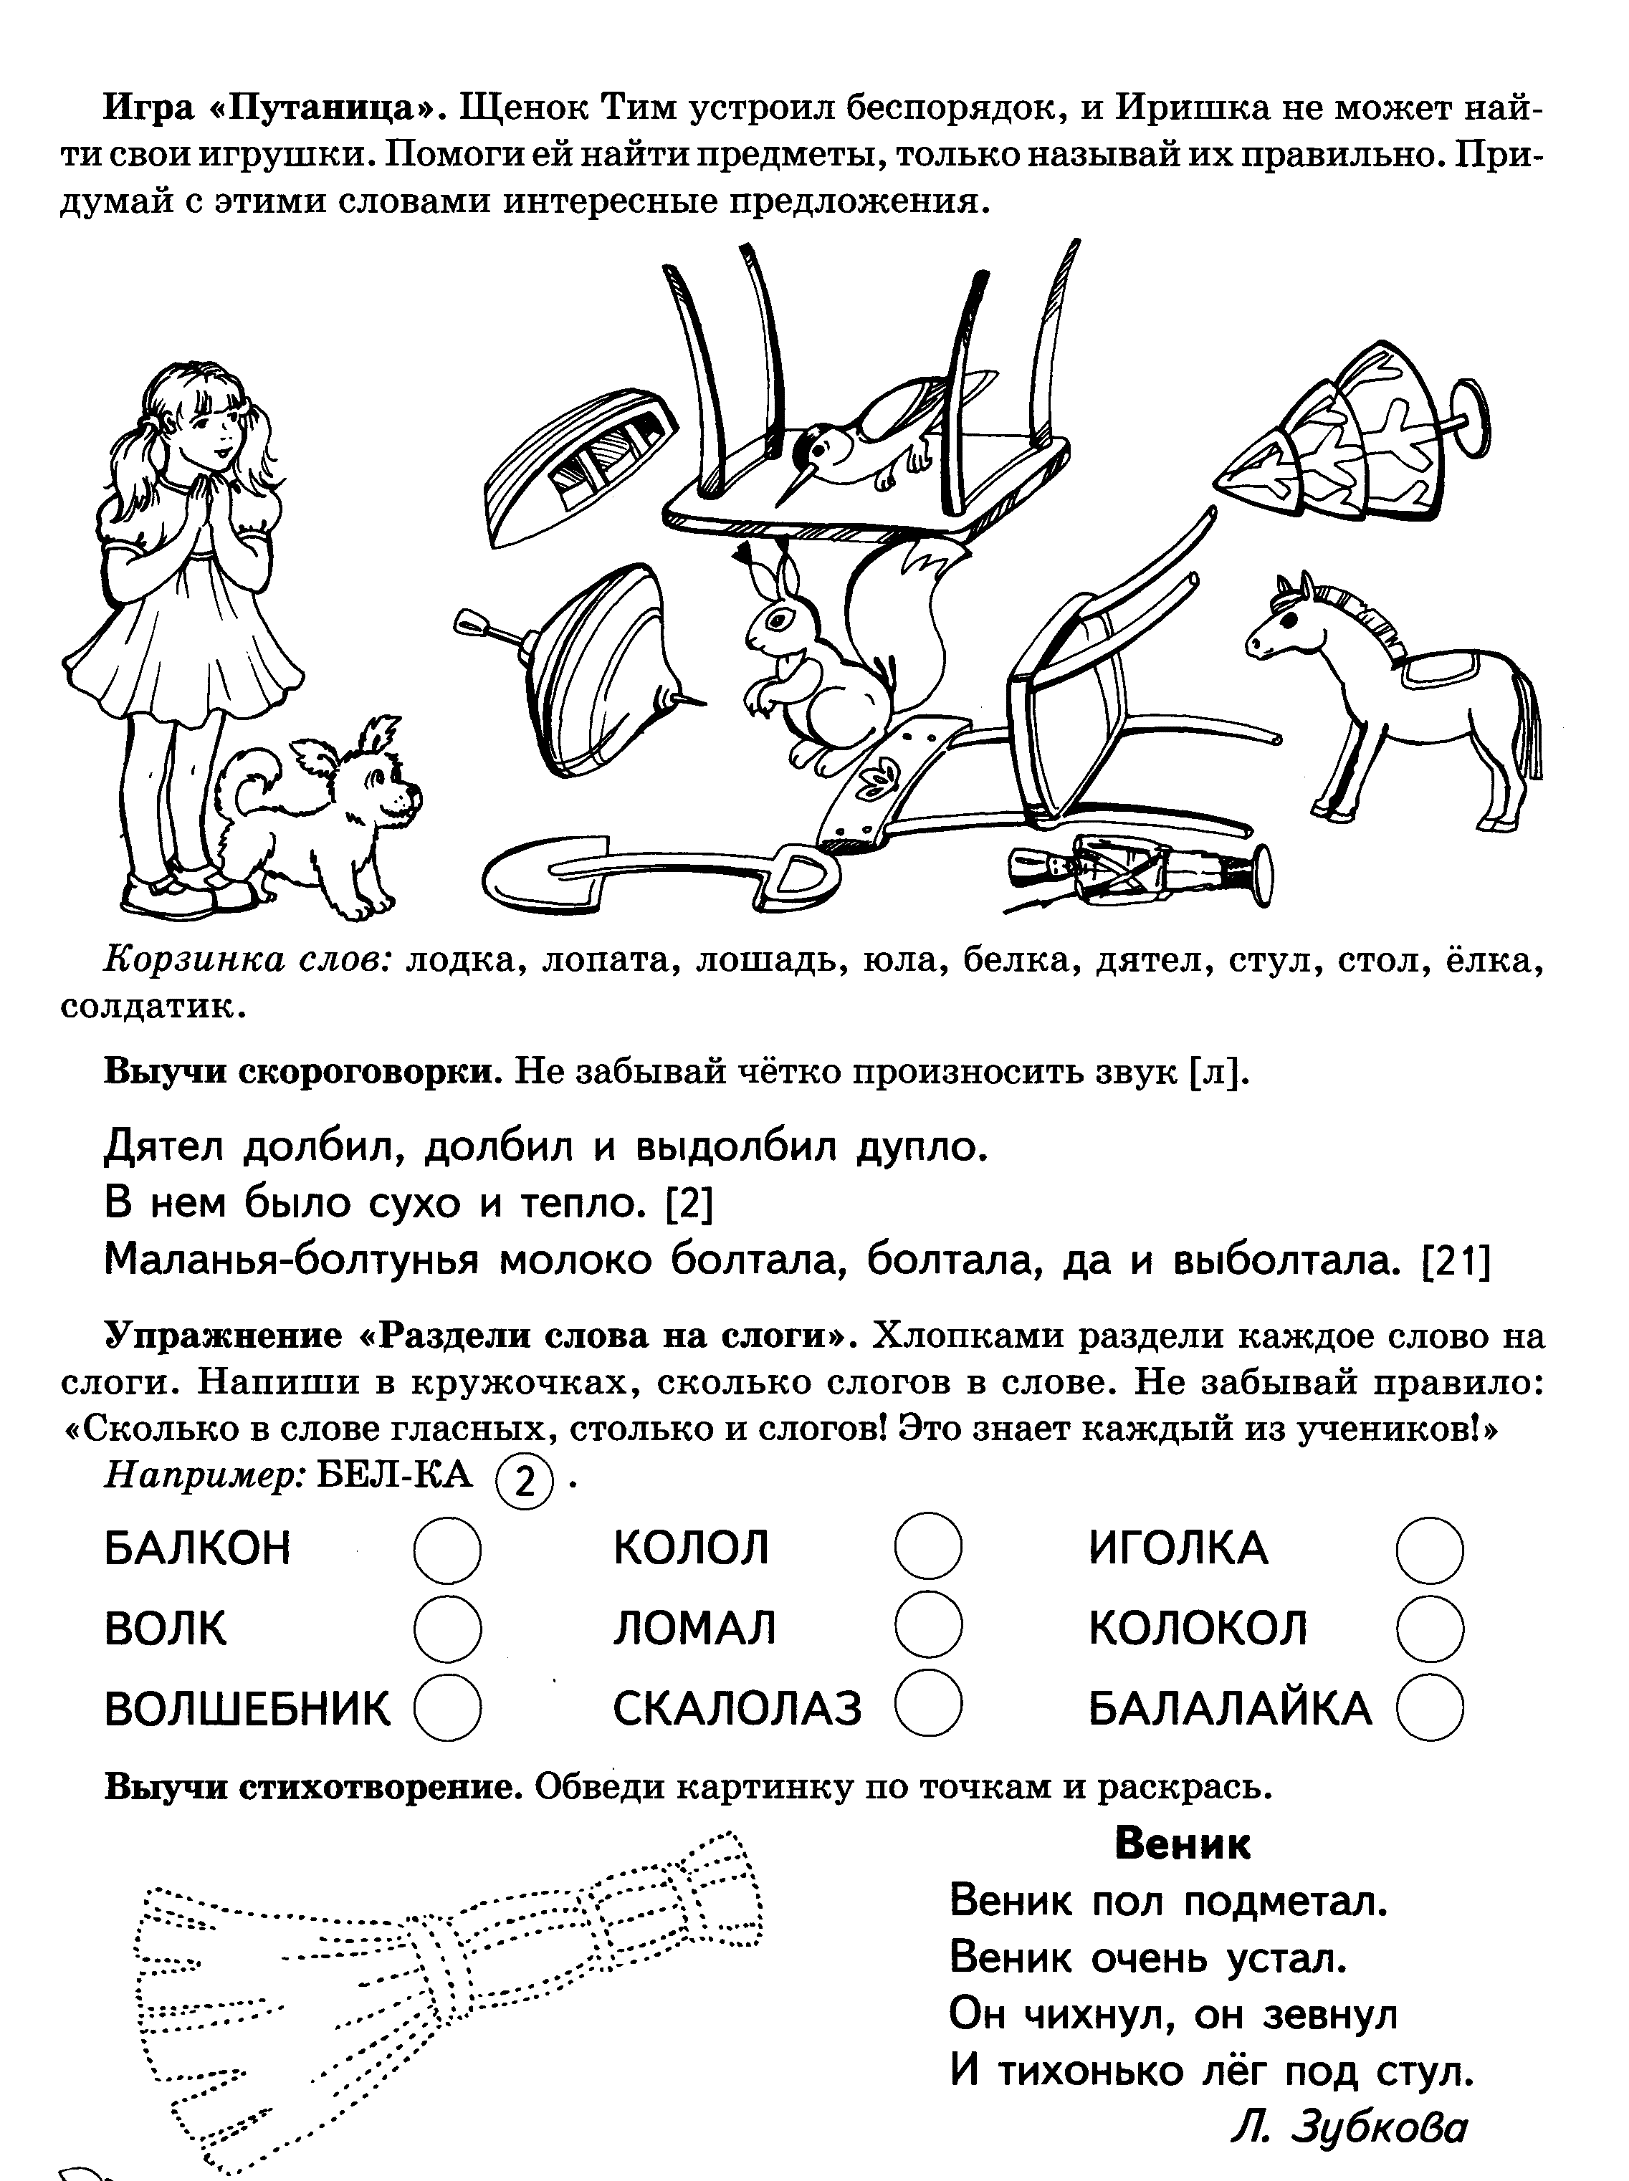 Игра «Путаница». Щенок Тим устроил беспорядок, и Иришка не может най-
ти свои игрушки. Помоги ей найти предметы, только называй их правильно. При-
думай с этими словами интересные предложения.
Корзинка слов: лодка, лопата, лошадь, юла, белка, дятел, стул, стол, ёлка,
солдатик.
Выучи скороговорки. Не забывай чётко произносить звук [л].
Дятел долбил, долбил и выдолбил дупло.
В нем было сухо и тепло. [2]
Маланья-болтунья молоко болтала, болтала, да и выболтала. [21]
Упражнение «Раздели слова на слоги». Хлопками раздели каждое слово на
слоги. Напиши в кружочках, сколько слогов в слове. Не забывай правило:
«Сколько в слове гласных, столько и слогов! Это знает каждый из учеников!»
Например: БЕЛ-КА 2 .
БАЛКОН КОЛОЛ ИГОЛКА
ВОЛК ЛОМАЛ КОЛОКОЛ
ВОЛШЕБНИК СКАЛОЛАЗ БАЛАЛАЙКА
Выучи стихотворение. Обведи картинку по точкам и раскрась.
Веник
Веник пол подметал.
Веник очень устал.
Он чихнул, он зевнул
И тихонько лёг под стул.
Л. Зубкова